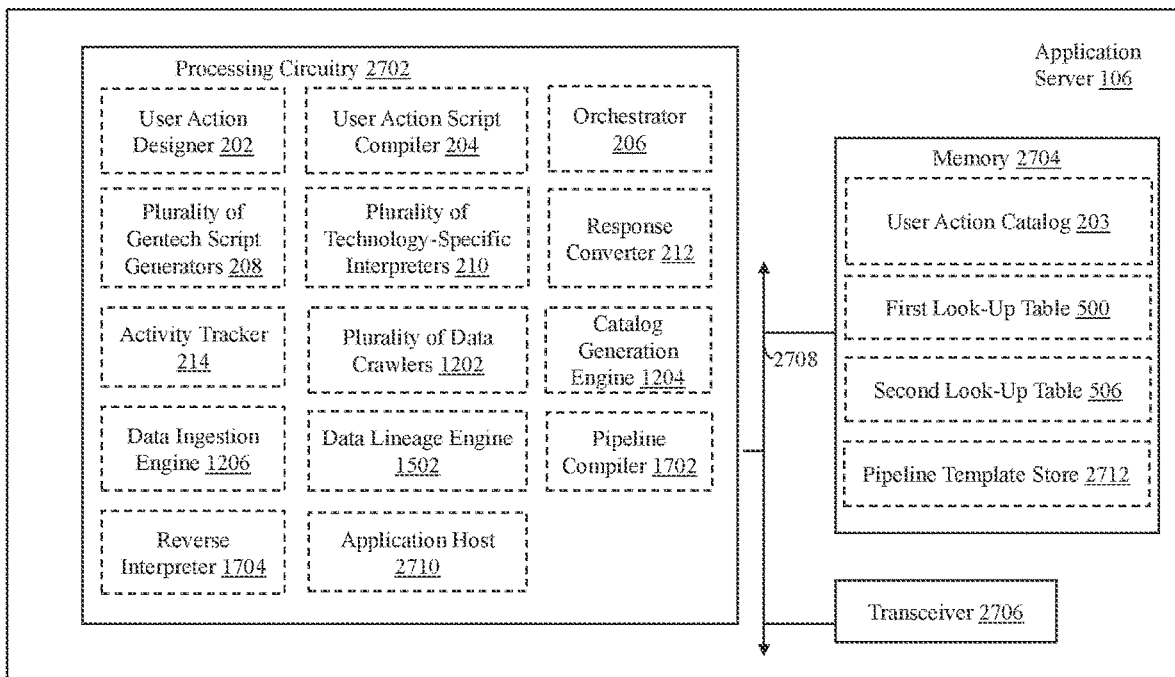 Processing Circuitry 2702
Application
Server 106
User Action
Designer 202
User Action Script
Compiler 204
Orchestrator
206
Plurality of
Gentech Script
Generators 208
Plurality of
Technology-Specific
Interpreters 210
Response
Converter 212
Activity Tracker
214
Plurality of Data
Crawlers 1202
Catalog
Generation
Engine 1204
Data Ingestion
Engine 1206
Data Lineage Engine
1502
Pipeline
Compiler 1702
Reverse
Interpreter 1704
Application Host
2710
2708
Memory 2704
User Action Catalog 203
First Look-Up Table 500
Second Look-Up Table 506
Pipeline Template Store 2712
Transceiver 2706